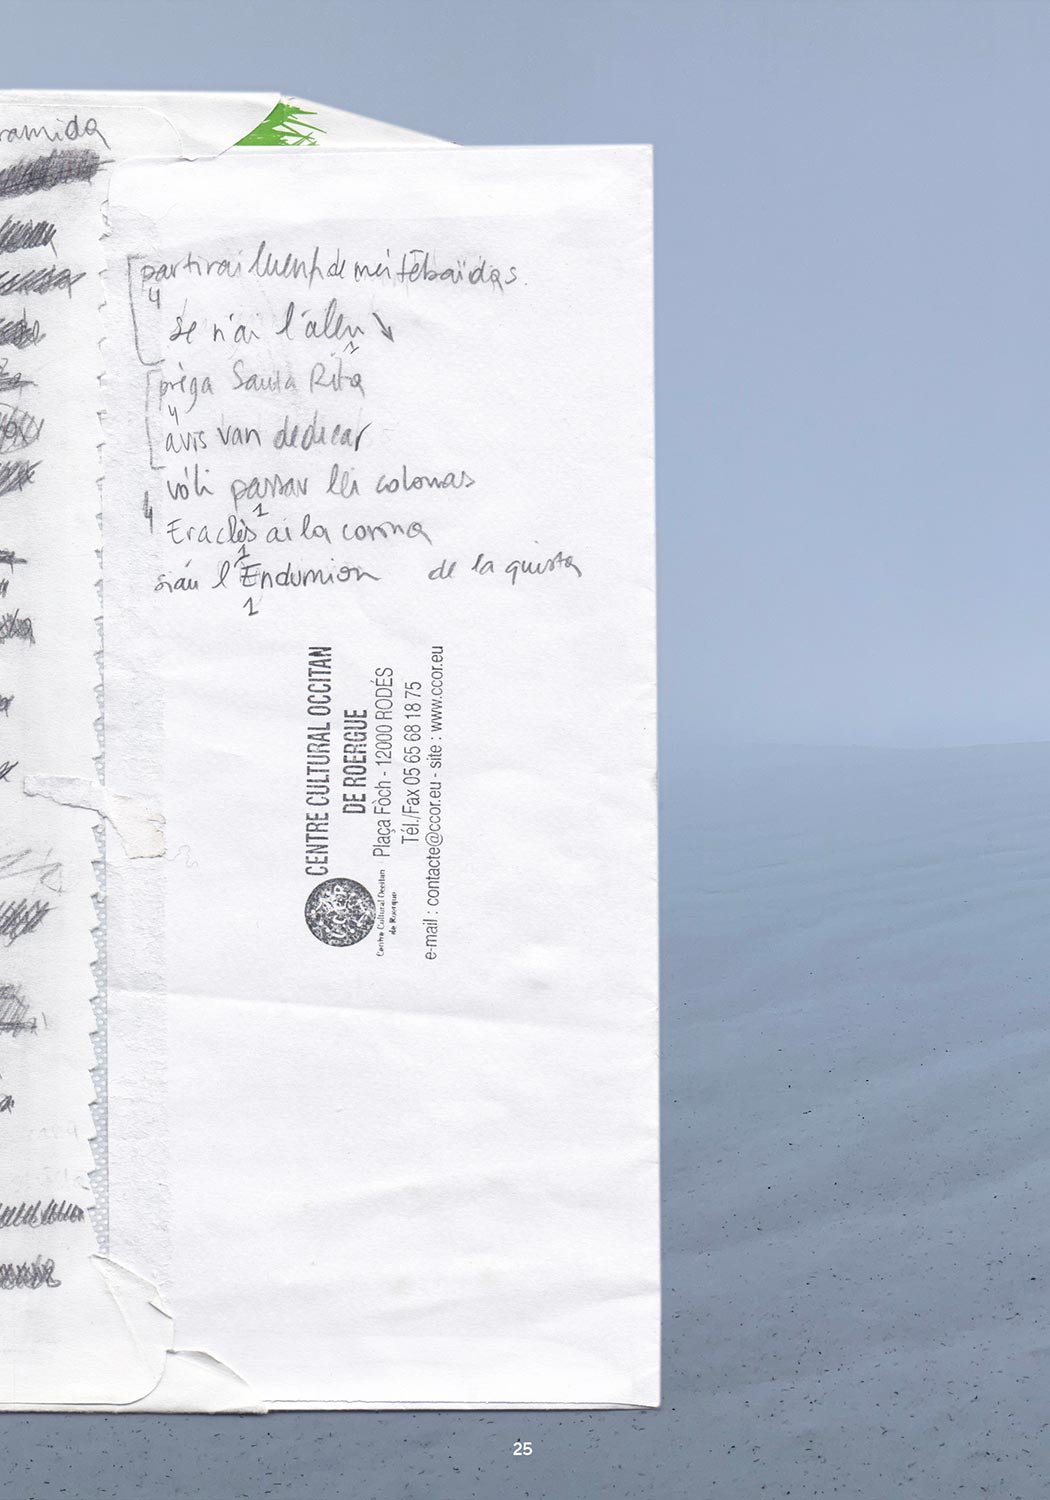 ramida
partirai luenh de mei tebaïdas.
4
se n'ai l'alen ↘
1
prèga Santa Rita
4
avis van dedicar
vòli passar lei colonas
4
1
Eraclès ai la corona
1
siáu l'Endumion de la quista
1
CENTRE CULTURAL OCCITAN
DE ROERGUE
Plaça Fòch - 12000 RODÉS
Tél./Fax 05 65 68 18 75
e-mail : contacte@ccor.eu - site : www.ccor.eu
Centre Cultural Occitan
de Roergue
25